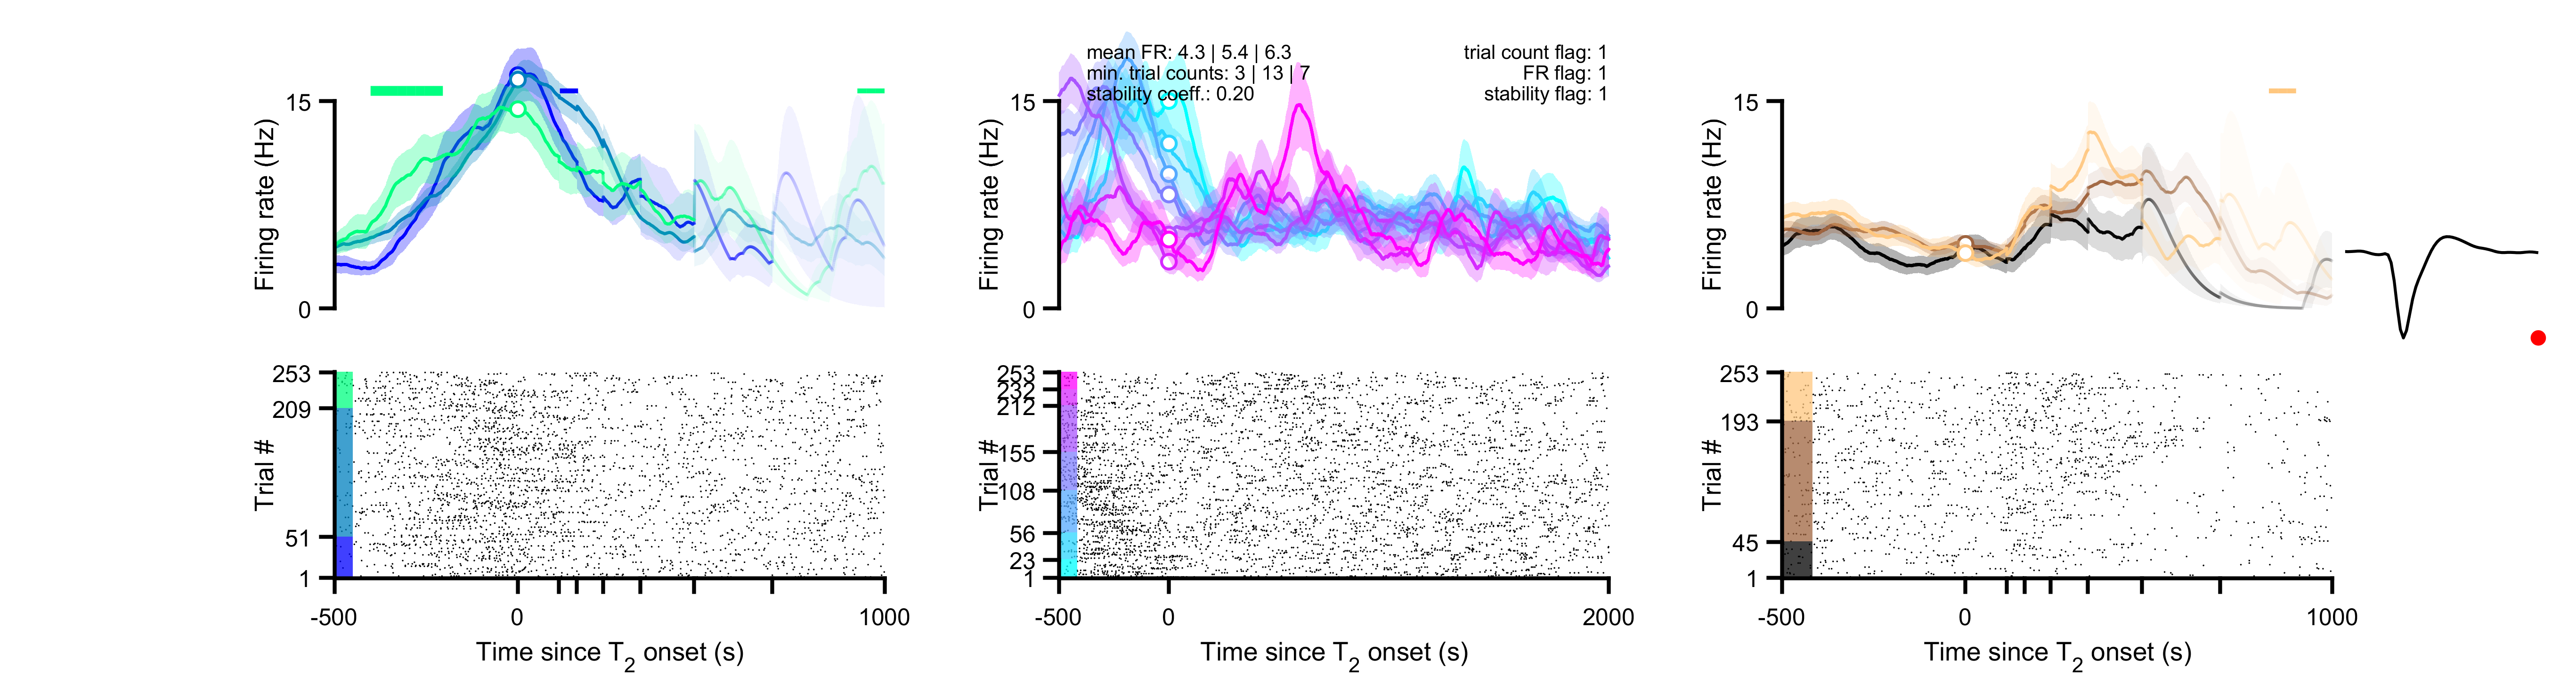 mean FR: 4.3 | 5.4 | 6.3
min. trial counts: 3 | 13 | 7
stability coeff.: 0.20
trial count flag: 1
FR flag: 1
stability flag: 1
Firing rate (Hz)
15
0
Firing rate (Hz)
15
0
Firing rate (Hz)
15
0
Trial #
253
209
51
1
Trial #
253
232
212
155
108
56
23
1
Trial #
253
193
45
1
-500
0
1000
Time since T2 onset (s)
-500
0
2000
Time since T2 onset (s)
-500
0
1000
Time since T2 onset (s)